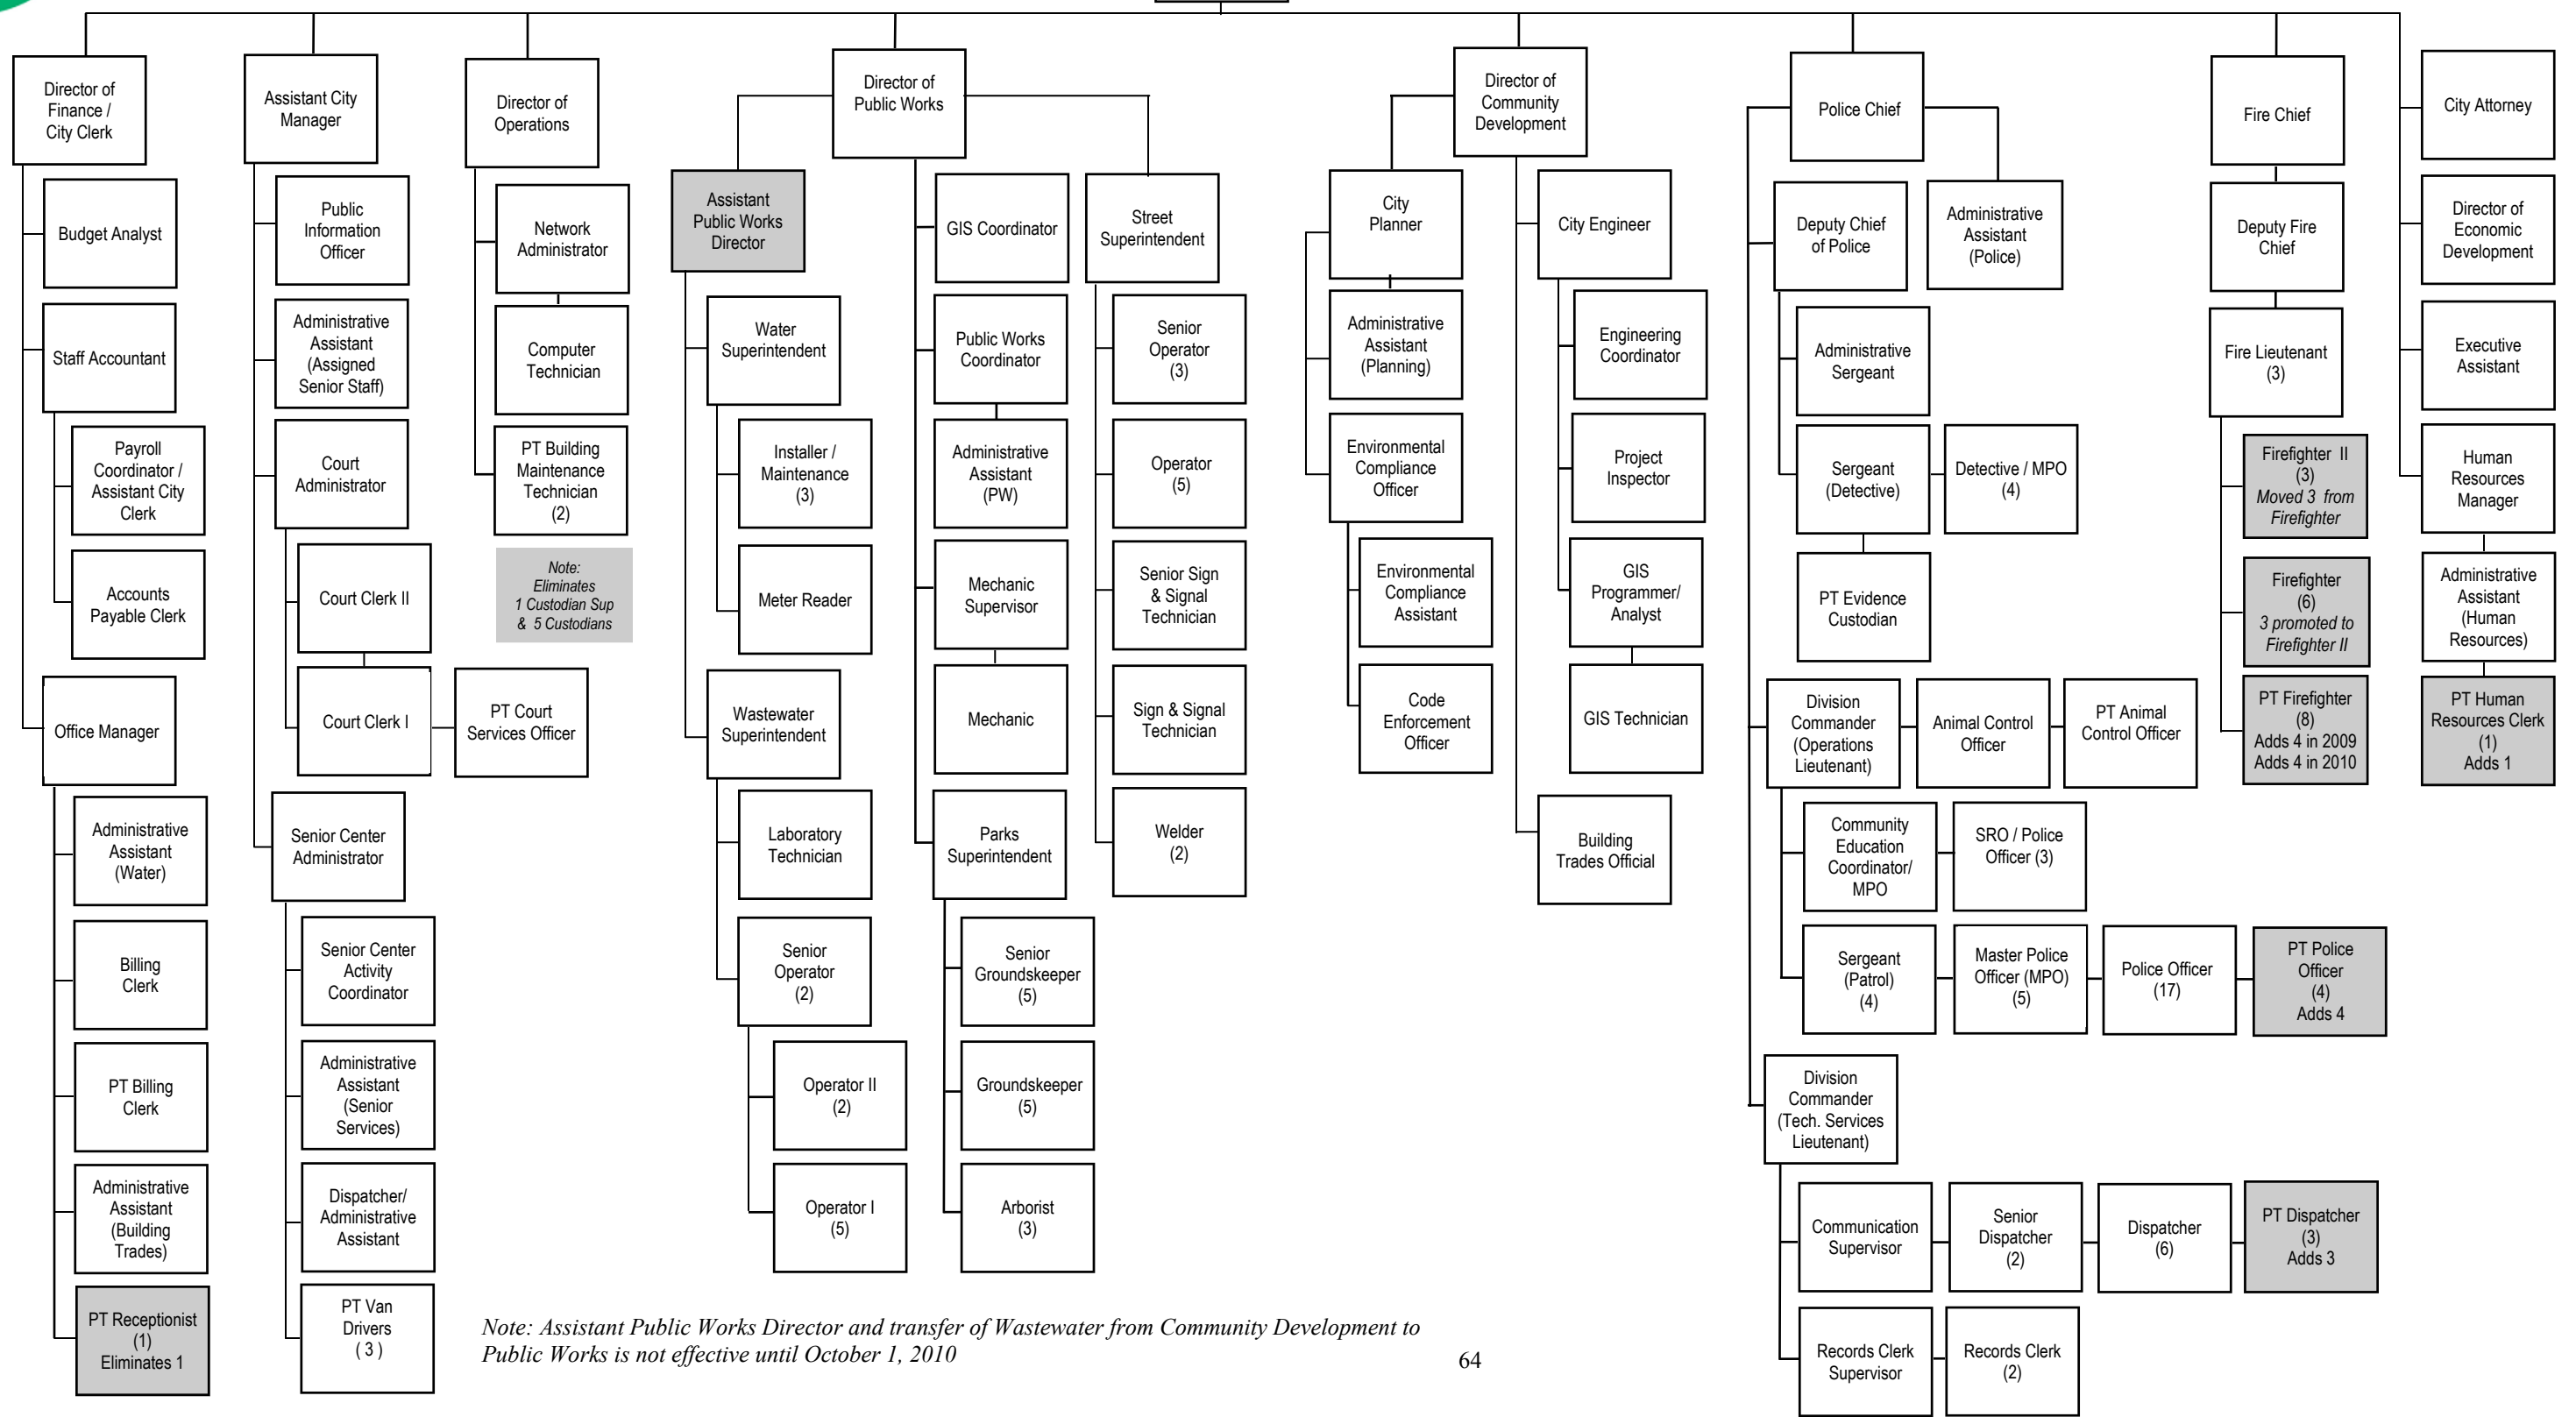 Director of
Finance /
City Clerk
Budget Analyst
Staff Accountant
Payroll
Coordinator /
Assistant City
Clerk
Accounts
Payable Clerk
Office Manager
Administrative
Assistant
(Water)
Billing
Clerk
PT Billing
Clerk
Administrative
Assistant
(Building
Trades)
PT Receptionist
(1)
Eliminates 1
Assistant City
Manager
Public
Information
Officer
Administrative
Assistant
(Assigned
Senior Staff)
Court
Administrator
Court Clerk II
Court Clerk I
PT Court
Services Officer
Senior Center
Administrator
Senior Center
Activity
Coordinator
Administrative
Assistant
(Senior
Services)
Dispatcher/
Administrative
Assistant
PT Van
Drivers
( 3 )
Director of
Operations
Network
Administrator
Computer
Technician
PT Building
Maintenance
Technician
(2)
Note:
Eliminates
1 Custodian Sup
& 5 Custodians
Director of
Public Works
Assistant
Public Works
Director
Water
Superintendent
Installer /
Maintenance
(3)
Meter Reader
Wastewater
Superintendent
Laboratory
Technician
Senior
Operator
(2)
Operator II
(2)
Operator I
(5)
GIS Coordinator
Public Works
Coordinator
Administrative
Assistant
(PW)
Mechanic
Supervisor
Mechanic
Parks
Superintendent
Senior
Groundskeeper
(5)
Groundskeeper
(5)
Arborist
(3)
Street
Superintendent
Senior
Operator
(3)
Operator
(5)
Senior Sign
& Signal
Technician
Sign & Signal
Technician
Welder
(2)
Director of
Community
Development
City
Planner
Administrative
Assistant
(Planning)
Environmental
Compliance
Officer
Environmental
Compliance
Assistant
Code
Enforcement
Officer
City Engineer
Engineering
Coordinator
Project
Inspector
GIS
Programmer/
Analyst
GIS Technician
Building
Trades Official
Police Chief
Deputy Chief
of Police
Administrative
Assistant
(Police)
Administrative
Sergeant
Sergeant
(Detective)
Detective / MPO
(4)
PT Evidence
Custodian
Division
Commander
(Operations
Lieutenant)
Animal Control
Officer
PT Animal
Control Officer
Community
Education
Coordinator/
MPO
SRO / Police
Officer (3)
Sergeant
(Patrol)
(4)
Master Police
Officer (MPO)
(5)
Police Officer
(17)
PT Police
Officer
(4)
Adds 4
Division
Commander
(Tech. Services
Lieutenant)
Communication
Supervisor
Senior
Dispatcher
(2)
Dispatcher
(6)
PT Dispatcher
(3)
Adds 3
Records Clerk
Supervisor
Records Clerk
(2)
Fire Chief
Deputy Fire
Chief
Fire Lieutenant
(3)
Firefighter II
(3)
Moved 3 from
Firefighter
Firefighter
(6)
3 promoted to
Firefighter II
PT Firefighter
(8)
Adds 4 in 2009
Adds 4 in 2010
City Attorney
Director of
Economic
Development
Executive
Assistant
Human
Resources
Manager
Administrative
Assistant
(Human
Resources)
PT Human
Resources Clerk
(1)
Adds 1
Note: Assistant Public Works Director and transfer of Wastewater from Community Development to
Public Works is not effective until October 1, 2010
64